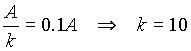 A/k = 0.1A ⇒ k = 10